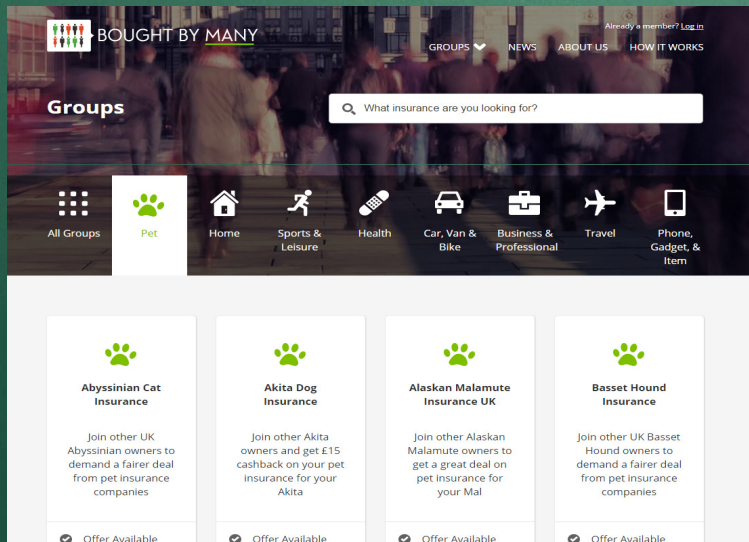 Already a member? Log in
BOUGHT BY MANY
GROUPS NEWS ABOUT US HOW IT WORKS
Groups
What insurance are you looking for?
All Groups
Pet
Home
Sports &
Leisure
Health
Car, Van &
Bike
Business &
Professional
Travel
Phone,
Gadget, &
Item
Abyssinian Cat
Insurance
Join other UK
Abyssinian owners to
demand a fairer deal
from pet insurance
companies
Offer Available
Akita Dog
Insurance
Join other Akita
owners and get £15
cashback on your pet
insurance for your
Akita
Offer Available
Alaskan Malamute
Insurance UK
Join other Alaskan
Malamute owners to
get a great deal on
pet insurance for
your Mal
Offer Available
Basset Hound
Insurance
Join other UK Basset
Hound owners to
demand a fairer deal
from pet insurance
companies
Offer Available